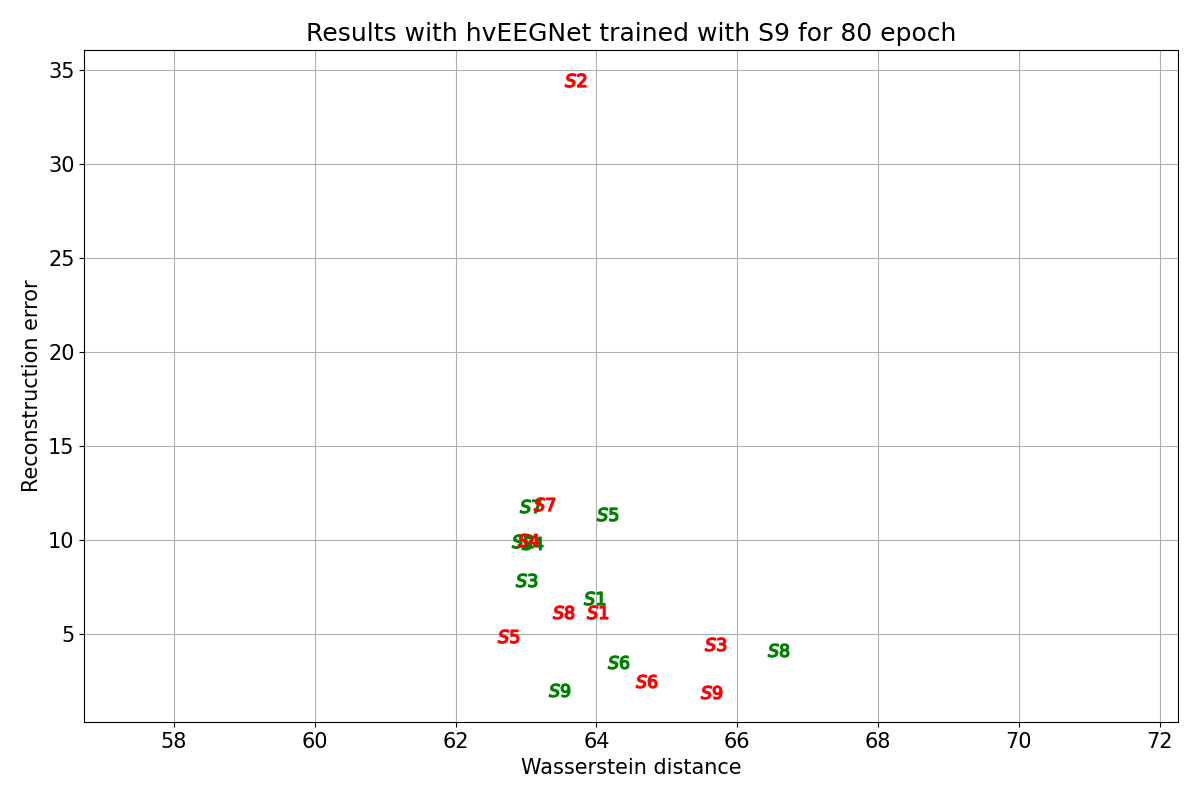 Results with hvEEGNet trained with S9 for 80 epoch
35
30
25
20
15
10
5
Reconstruction error
S2
S7
S7
S5
S4
S4
S3
S1
S8
S1
S5
S3
S8
S6
S6
S9
S9
58
60
62
64
66
68
70
72
Wasserstein distance